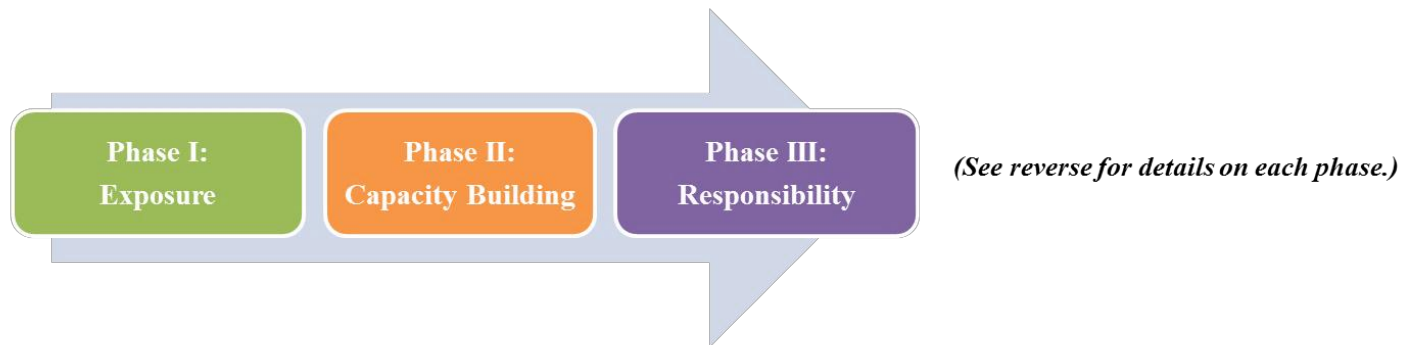 Phase I:
Exposure
Phase II:
Capacity Building
Phase III:
Responsibility
(See reverse for details on each phase.)